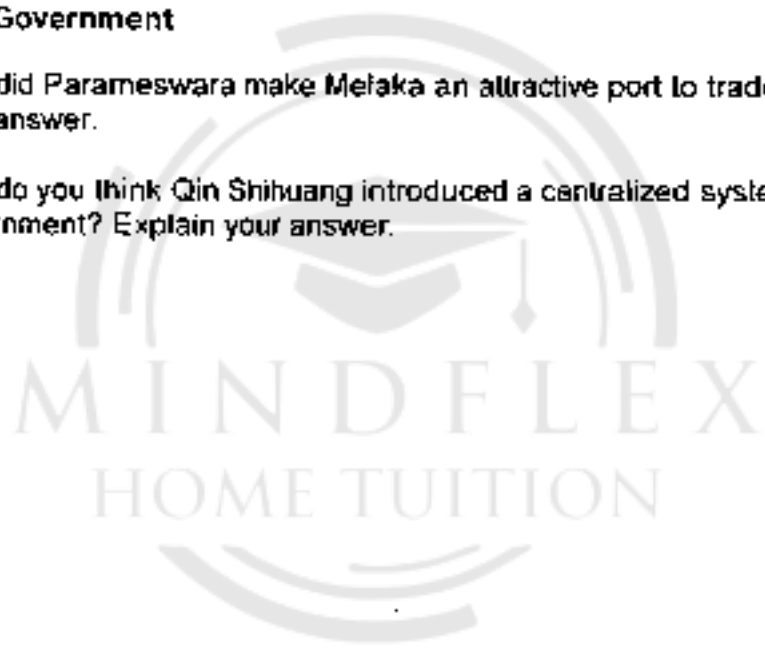 Government
did Parameswara make Melaka an attractive port to trade
answer.
do you think Qin Shihuang introduced a centralized syste
nment? Explain your answer.
MINDFLEX
HOME TUITION